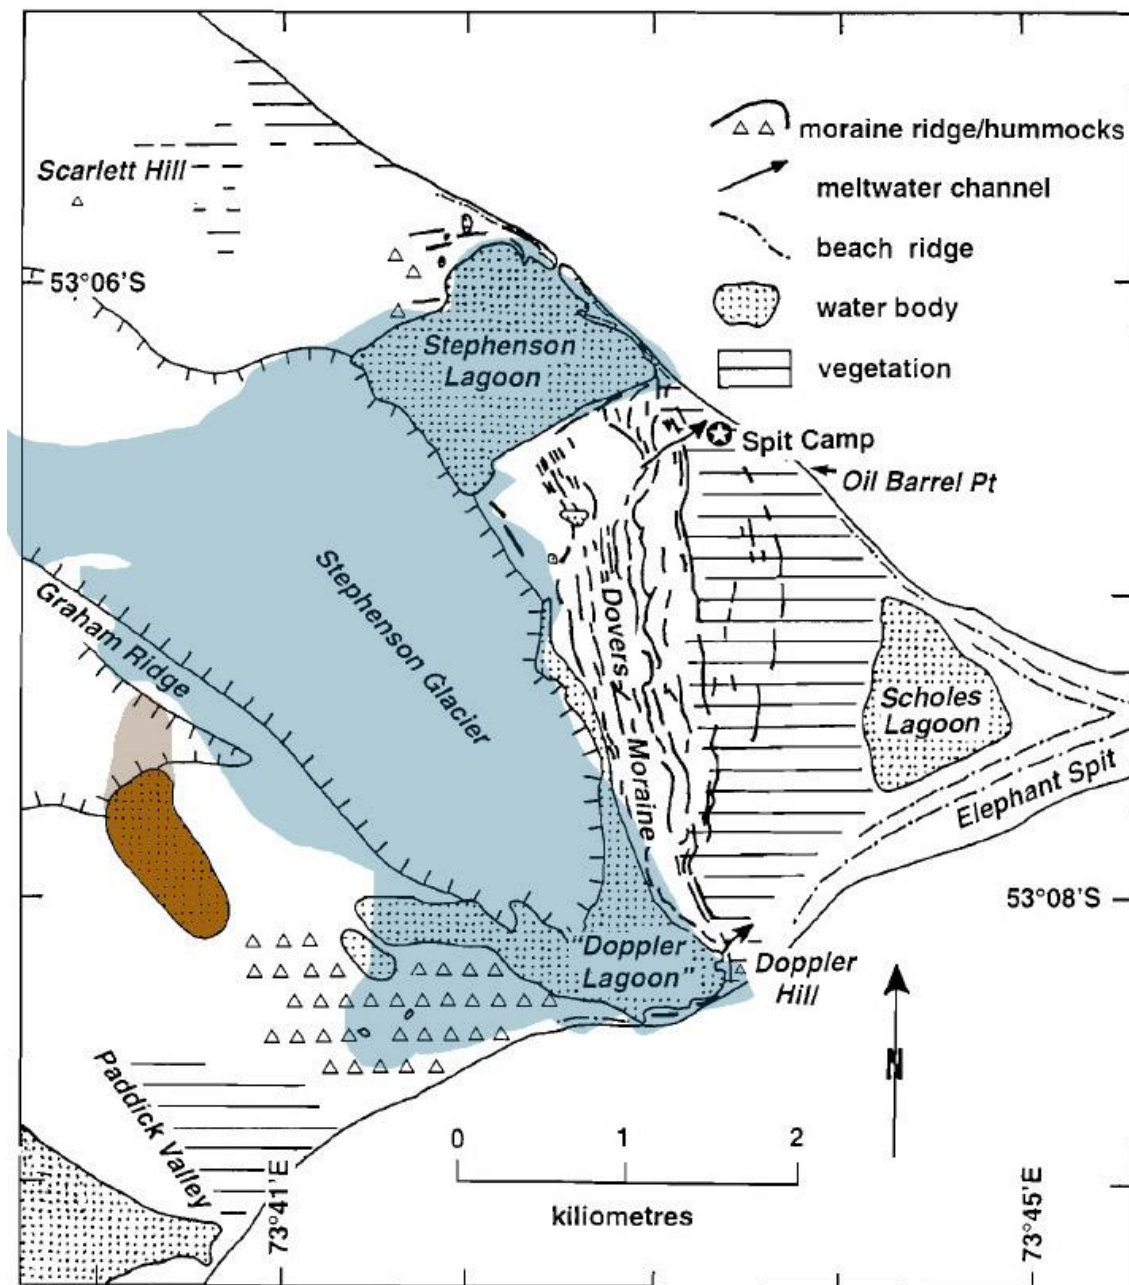 moraine ridge/hummocks
meltwater channel
beach ridge
water body
vegetation
Scarlett Hill
53°06'S
Stephenson
Lagoon
Spit Camp
Oil Barrel Pt
Graham Ridge
Stephenson Glacier
Dovers
Moraine
Scholes
Lagoon
Elephant Spit
53°08'S
"Doppler
Lagoon"
Doppler
Hill
N
Paddick Valley
0 1 2
kiliometres
73°41'E
73°45'E